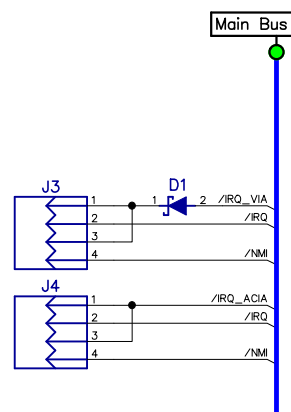 Main Bus
J3
D1
1
1
2
/IRQ_VIA
2
/IRQ
3
4
/NMI
J4
1
/IRQ_ACIA
2
/IRQ
3
4
/NMI